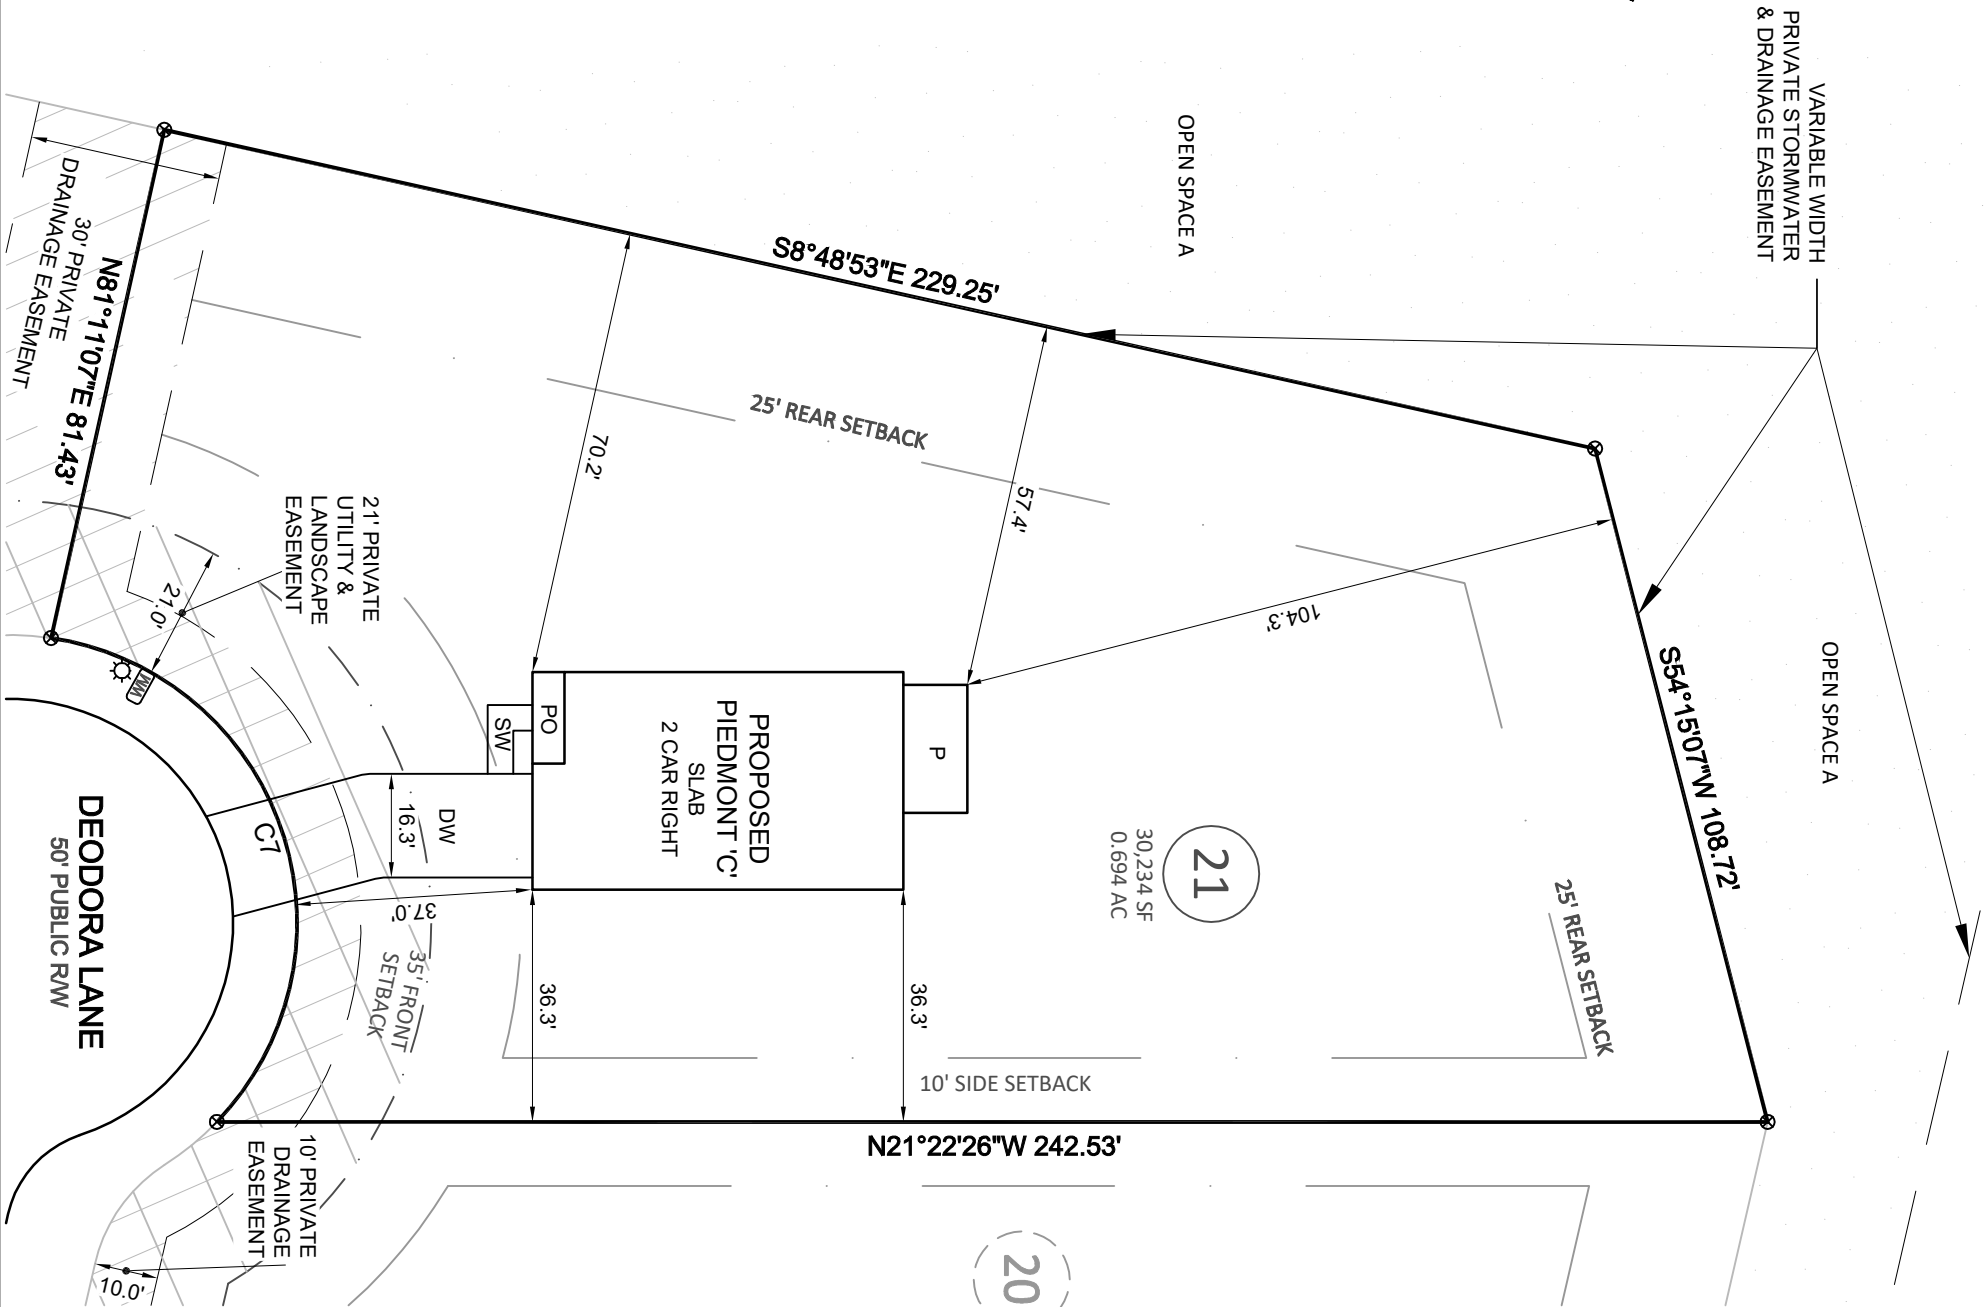 VARIABLE WIDTH
PRIVATE STORMWATER
& DRAINAGE EASEMENT
OPEN SPACE A
S8°48'53"E 229.25'
30' PRIVATE
DRAINAGE EASEMENT
N81°11'07"E 81.43'
25' REAR SETBACK
70.2'
57.4'
104.3'
21' PRIVATE
UTILITY &
LANDSCAPE
EASEMENT
21.0'
WM
OPEN SPACE A
S54°15'07"W 108.72'
PROPOSED
PIEDMONT 'C'
SLAB
2 CAR RIGHT
P
PO
SW
DW
16.3'
C7
37.0'
21
30,234 SF
0.694 AC
25' REAR SETBACK
DEODORA LANE
50' PUBLIC R/W
35' FRONT
SETBACK
36.3'
36.3'
10' SIDE SETBACK
N21°22'26"W 242.53'
10' PRIVATE
DRAINAGE
EASEMENT
10.0'
20